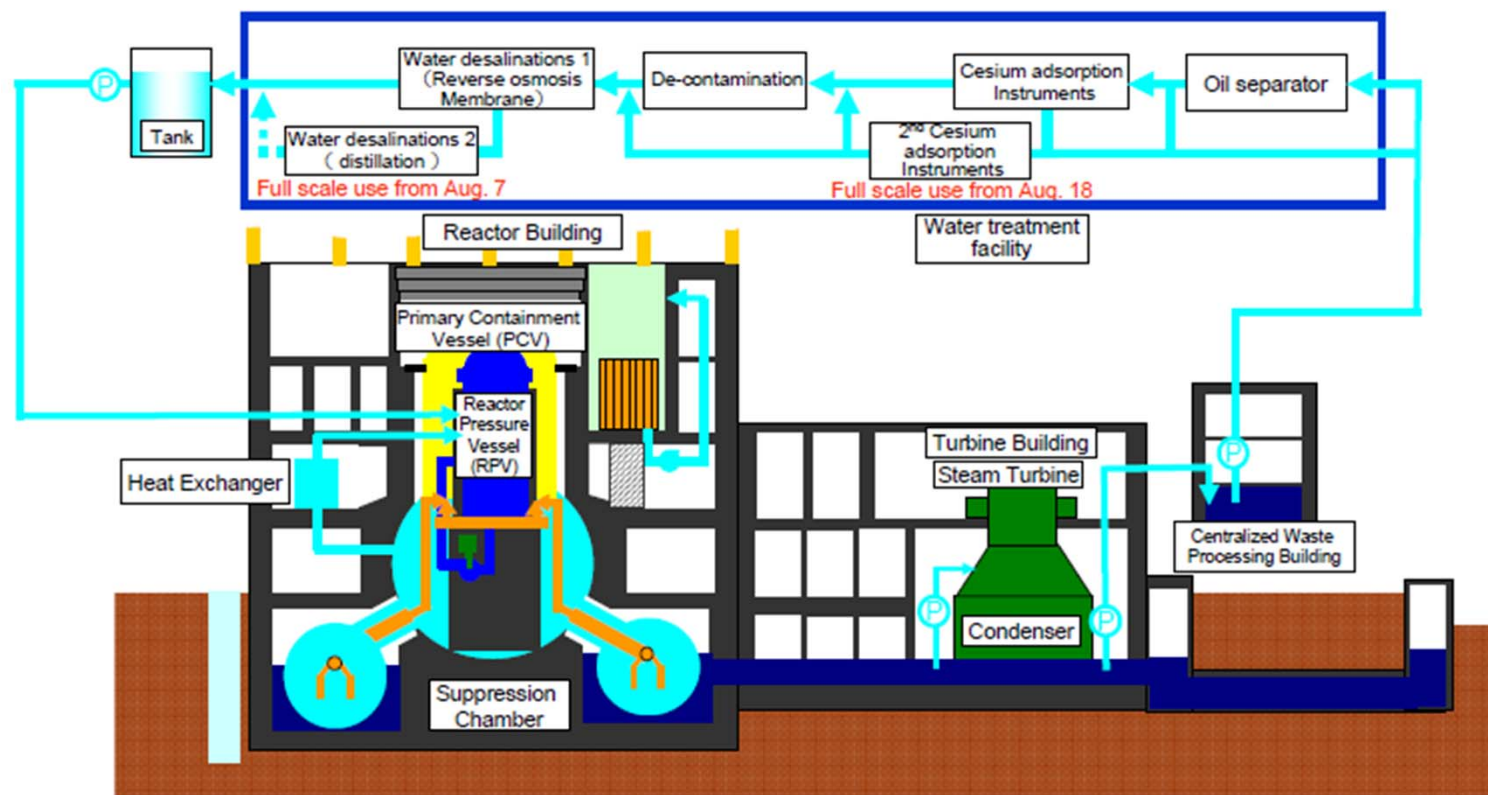 Water desalinations 1
（Reverse osmosis
Membrane）
De-contamination
Cesium adsorption
Instruments
Oil separator
P
Tank
Water desalinations 2
（ distillation ）
2nd Cesium
adsorption
Instruments
Full scale use from Aug. 7
Full scale use from Aug. 18
Water treatment
facility
Reactor Building
Primary Containment
Vessel (PCV)
Reactor
Pressure
Vessel
(RPV)
Heat Exchanger
Turbine Building
Steam Turbine
P
Centralized Waste
Processing Building
P
Condenser
P
Suppression
Chamber